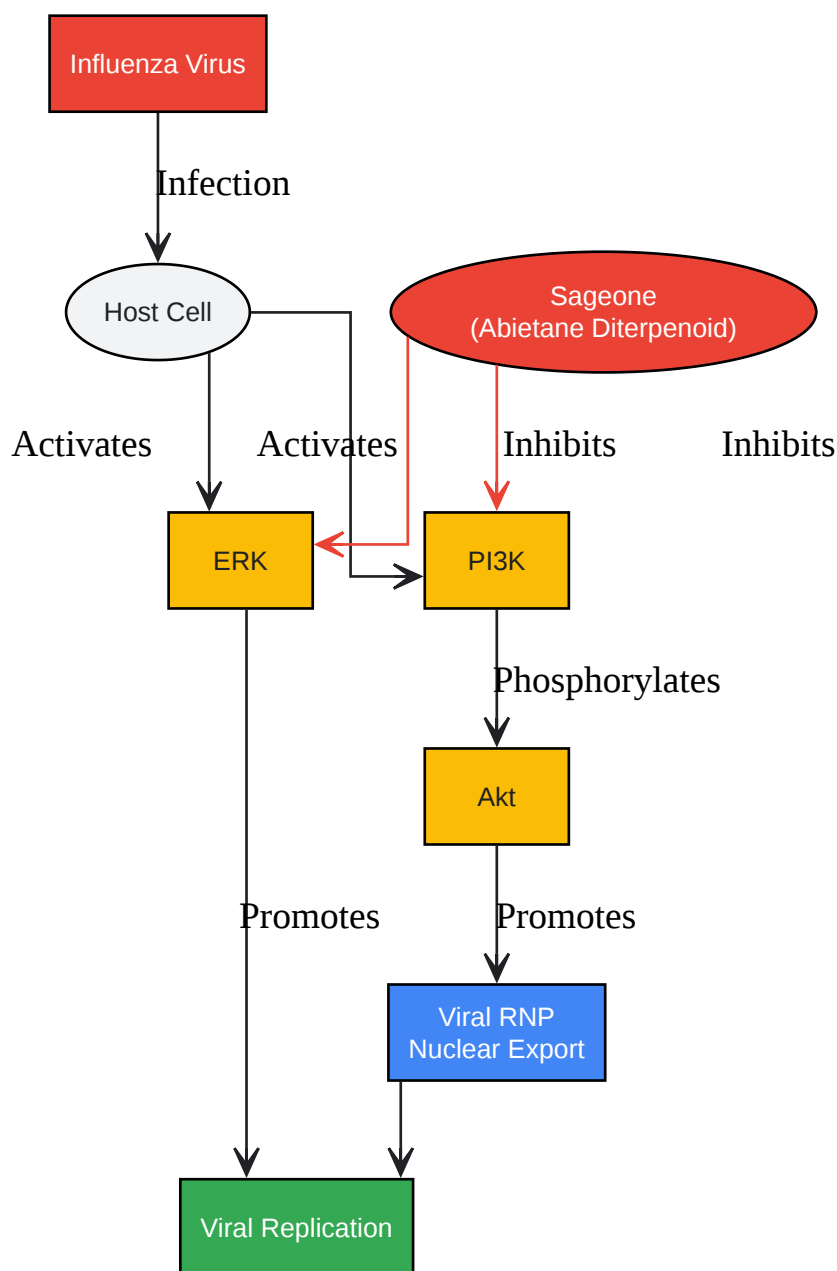 Influenza Virus
Infection
Host Cell
Sageone
(Abietane Diterpenoid)
Activates
Activates
Inhibits
Inhibits
ERK
PI3K
Phosphorylates
Akt
Promotes
Promotes
Viral RNP
Nuclear Export
Viral Replication